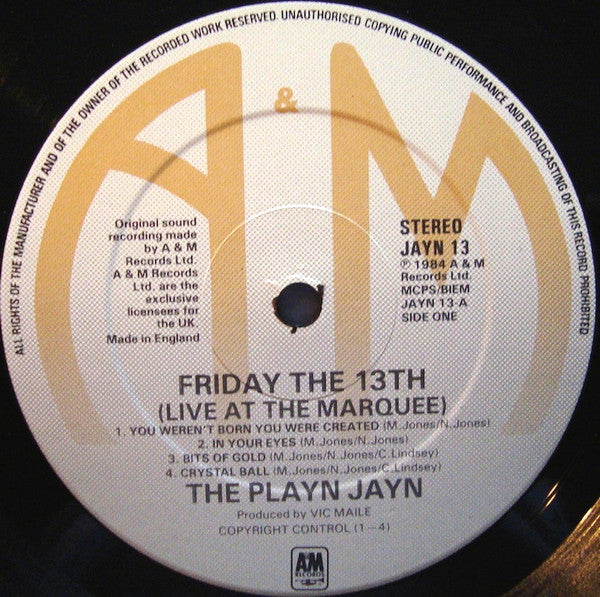 ALL RIGHTS OF THE MANUFACTURER AND OF THE OWNER OF THE RECORDED WORK RESERVED. UNAUTHORISED COPYING PUBLIC PERFORMANCE AND BROADCASTING OF THIS RECORD PROHIBITED
A & M
Original sound
recording made
by A & M
Records Ltd.
A & M Records
Ltd. are the
exclusive
licensees for
the UK.
Made in England
STEREO
JAYN 13
℗ 1984 A & M
Records Ltd.
MCPS/BIEM
JAYN 13-A
SIDE ONE
FRIDAY THE 13TH
(LIVE AT THE MARQUEE)
1. YOU WEREN'T BORN YOU WERE CREATED (M.Jones/N.Jones)
2. IN YOUR EYES (M.Jones/N.Jones)
3. BITS OF GOLD (M.Jones/N.Jones/C.Lindsey)
4. CRYSTAL BALL (M.Jones/N.Jones/C.Lindsey)
THE PLAYN JAYN
Produced by VIC MAILE
COPYRIGHT CONTROL (1—4)
AM
RECORDS